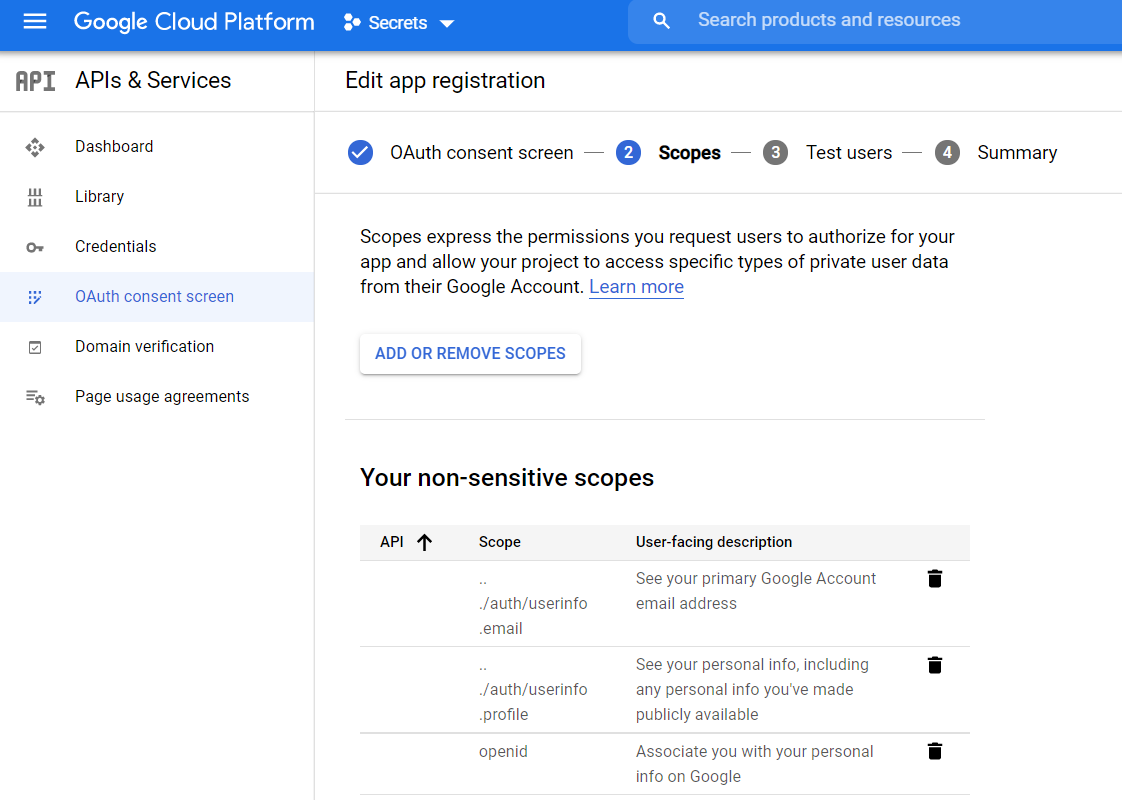 Google Cloud Platform
Secrets
Search products and resources
API
APIs & Services
Dashboard
Library
Credentials
OAuth consent screen
Domain verification
Page usage agreements
Edit app registration
OAuth consent screen
2 Scopes
3 Test users
4 Summary
Scopes express the permissions you request users to authorize for your
app and allow your project to access specific types of private user data
from their Google Account. Learn more
ADD OR REMOVE SCOPES
Your non-sensitive scopes
API Scope User-facing description
.. See your primary Google Account
./auth/userinfo email address
.email
.. See your personal info, including
./auth/userinfo any personal info you've made
.profile publicly available
openid Associate you with your personal
info on Google